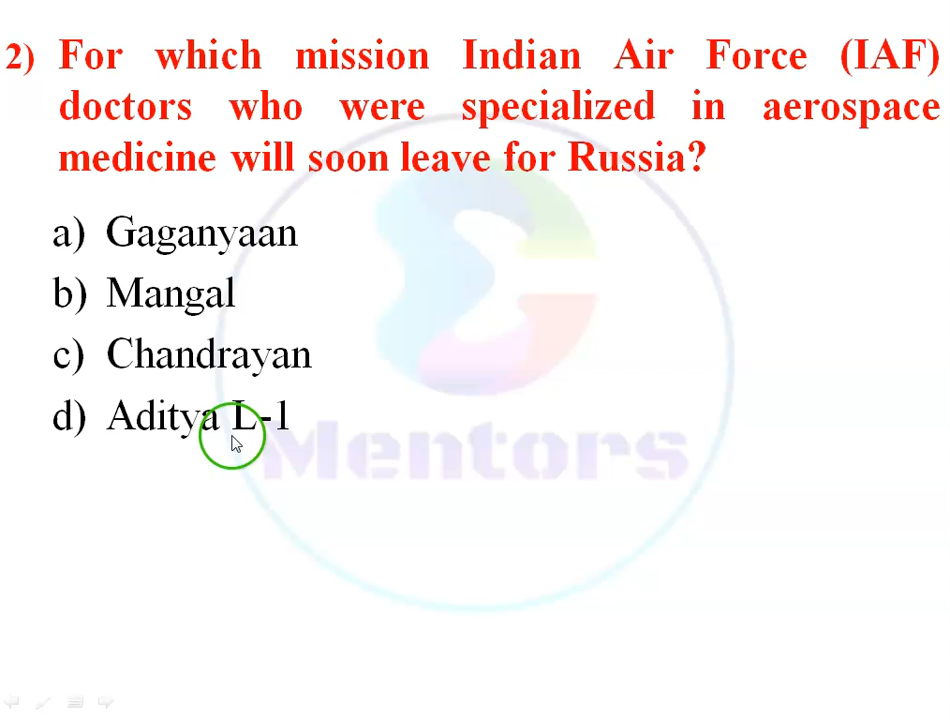 2) For which mission Indian Air Force (IAF)
doctors who were specialized in aerospace
medicine will soon leave for Russia?
a) Gaganyaan
b) Mangal
c) Chandrayan
d) Aditya L-1
Mentors